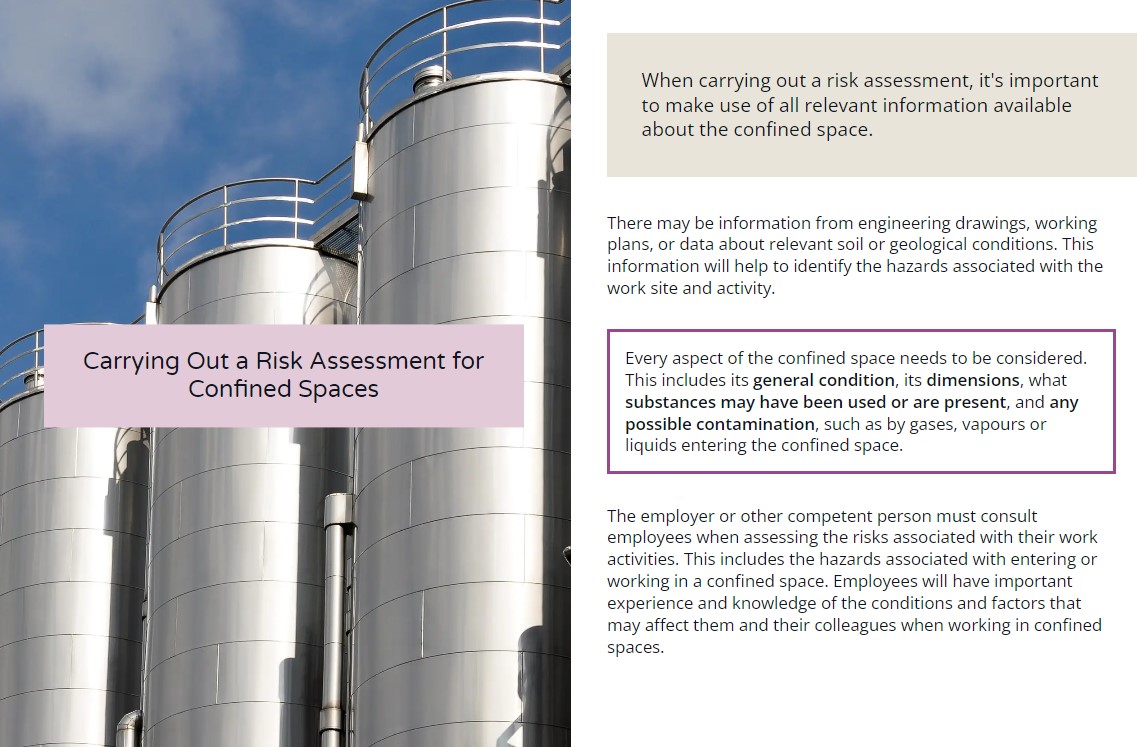 Carrying Out a Risk Assessment for
Confined Spaces
When carrying out a risk assessment, it's important
to make use of all relevant information available
about the confined space.
There may be information from engineering drawings, working
plans, or data about relevant soil or geological conditions. This
information will help to identify the hazards associated with the
work site and activity.
Every aspect of the confined space needs to be considered.
This includes its general condition, its dimensions, what
substances may have been used or are present, and any
possible contamination, such as by gases, vapours or
liquids entering the confined space.
The employer or other competent person must consult
employees when assessing the risks associated with their work
activities. This includes the hazards associated with entering or
working in a confined space. Employees will have important
experience and knowledge of the conditions and factors that
may affect them and their colleagues when working in confined
spaces.